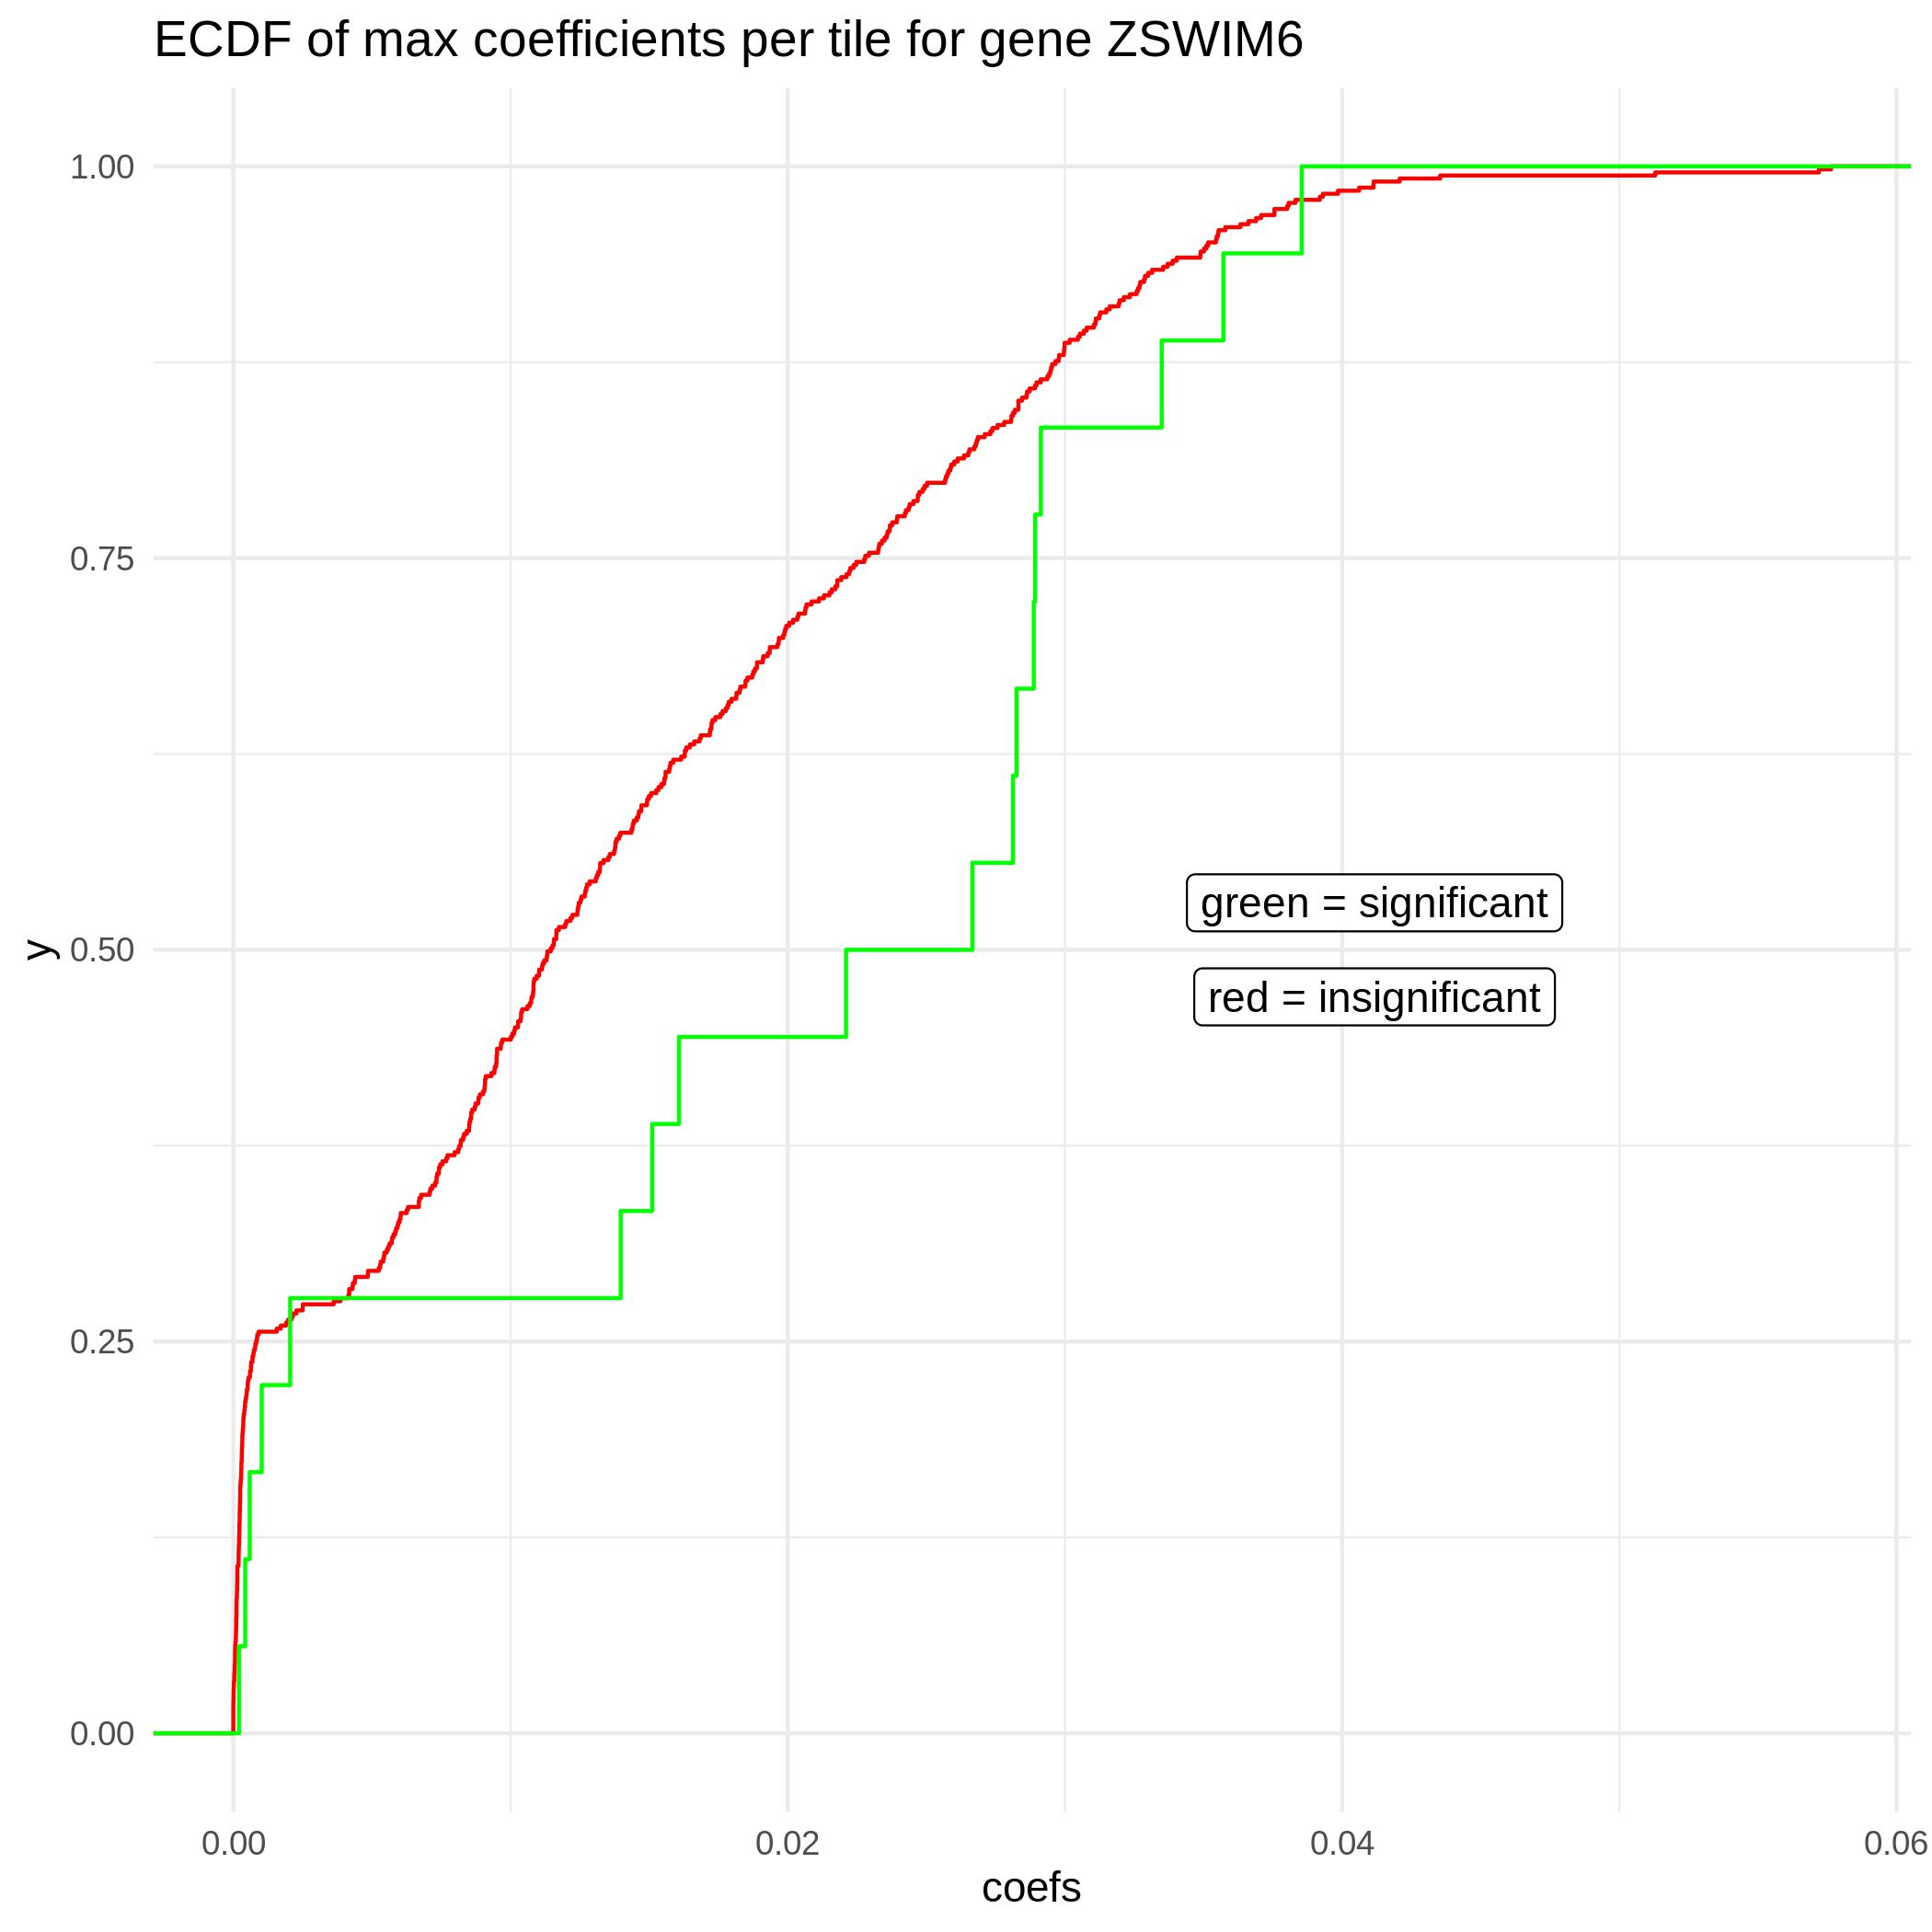 ECDF of max coefficients per tile for gene ZSWIM6
1.00
0.75
0.50
0.25
0.00
y
green = significant
red = insignificant
0.00
0.02
0.04
0.06
coefs